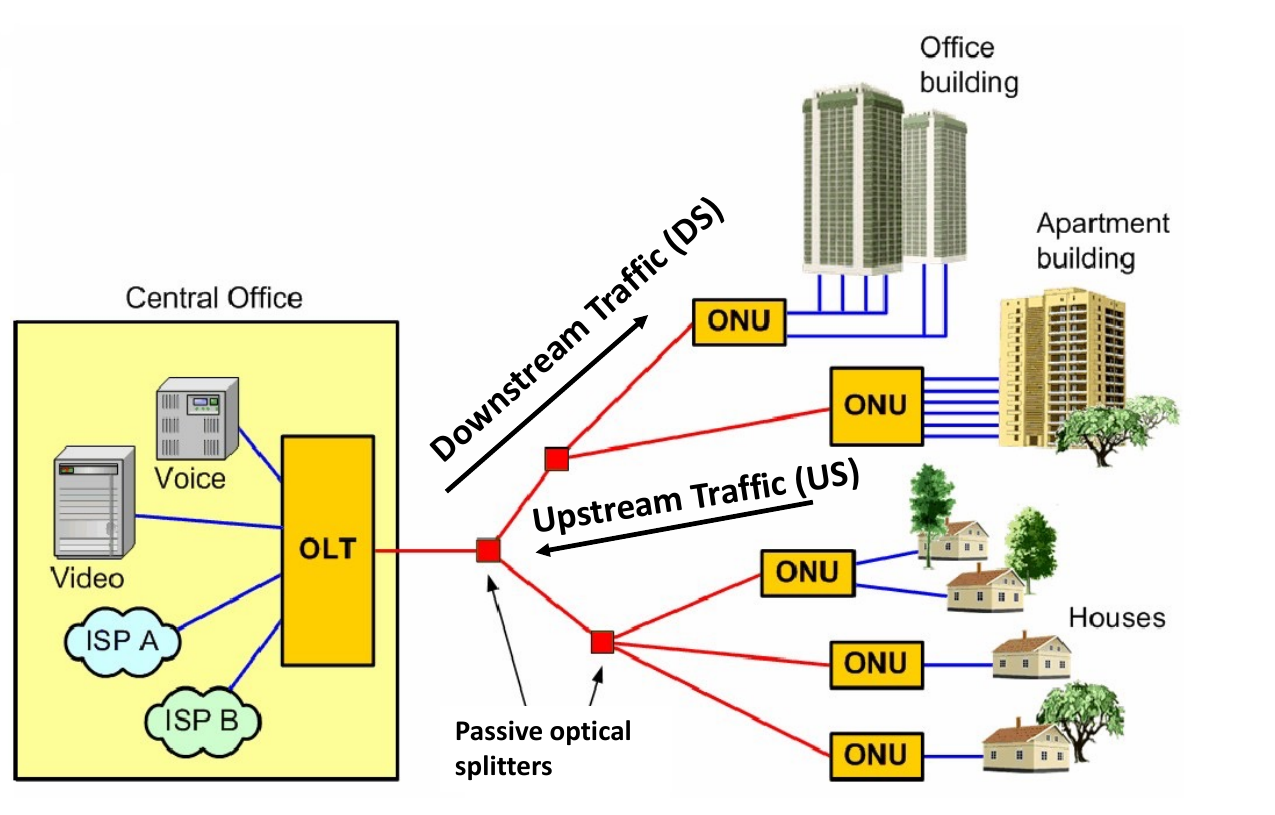 Office
building
Apartment
building
Downstream Traffic (DS)
Central Office
ONU
ONU
Voice
Upstream Traffic (US)
OLT
Video
ONU
Houses
ISP A
ONU
ISP B
Passive optical
splitters
ONU